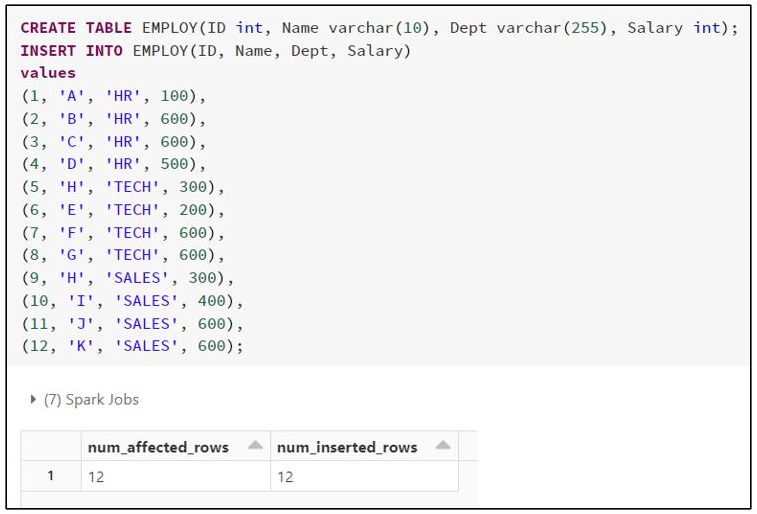 CREATE TABLE EMPLOY(ID int, Name varchar(10), Dept varchar(255), Salary int);
INSERT INTO EMPLOY(ID, Name, Dept, Salary)
values
(1, 'A', 'HR', 100),
(2, 'B', 'HR', 600),
(3, 'C', 'HR', 600),
(4, 'D', 'HR', 500),
(5, 'H', 'TECH', 300),
(6, 'E', 'TECH', 200),
(7, 'F', 'TECH', 600),
(8, 'G', 'TECH', 600),
(9, 'H', 'SALES', 300),
(10, 'I', 'SALES', 400),
(11, 'J', 'SALES', 600),
(12, 'K', 'SALES', 600);
(7) Spark Jobs
num_affected_rows num_inserted_rows
1 12 12